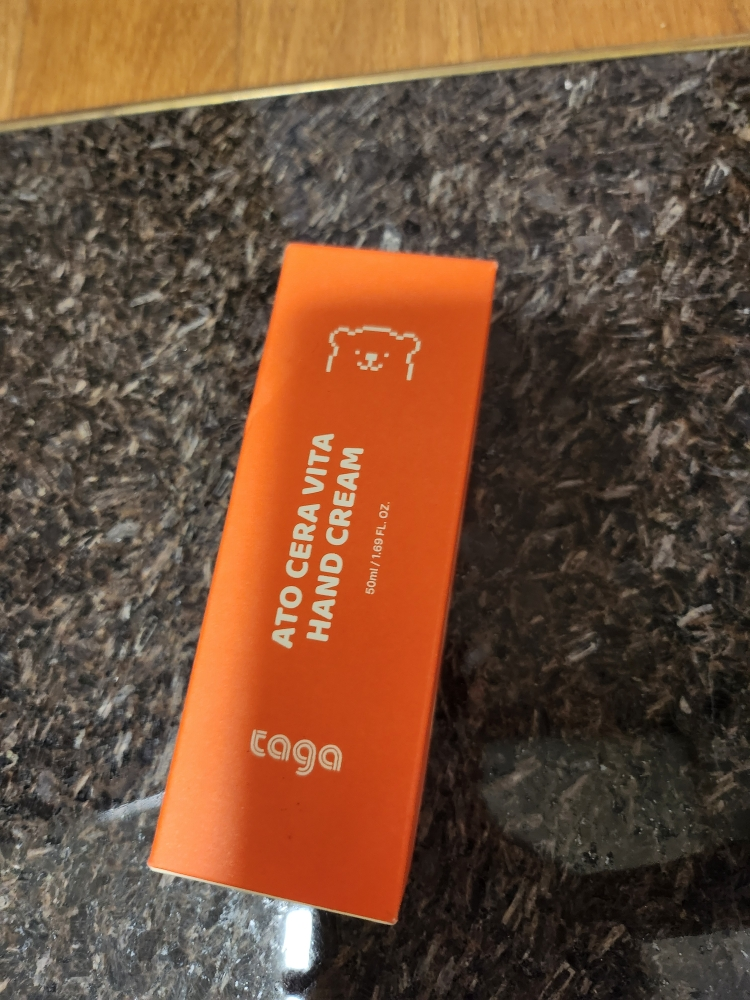 ATO CERA VITA
HAND CREAM
50ml / 1.69 FL. OZ.
taga